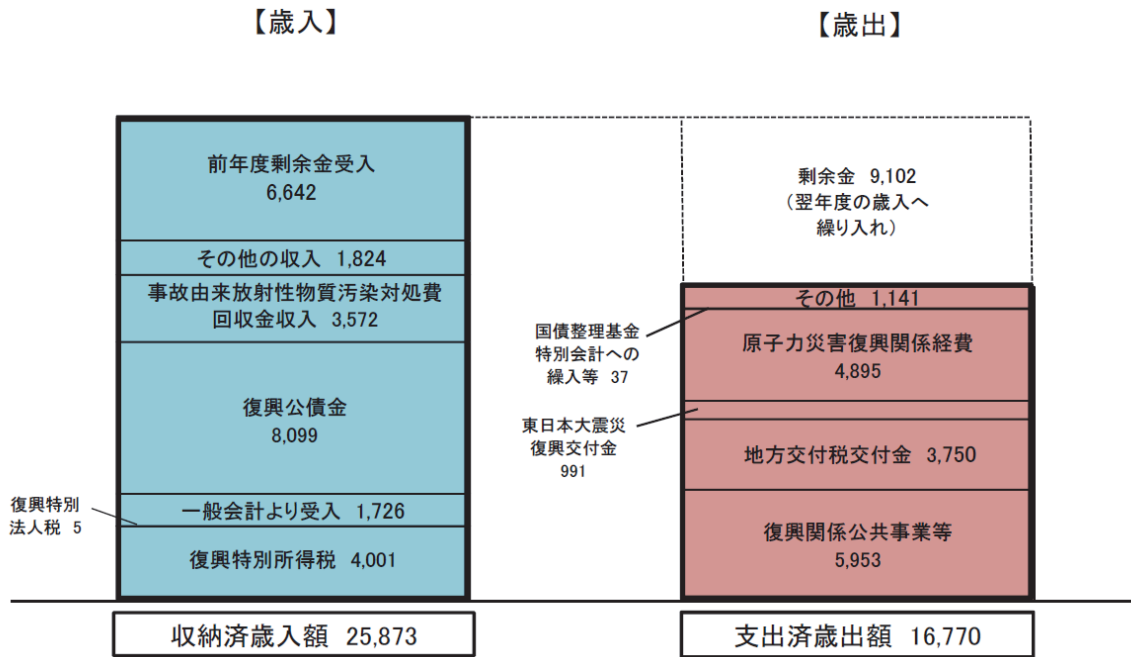 【歳入】
【歳出】
前年度剰余金受入
6,642
その他の収入 1,824
事故由来放射性物質汚染対処費
回収金収入 3,572
復興公債金
8,099
復興特別
法人税 5
一般会計より受入 1,726
復興特別所得税 4,001
収納済歳入額 25,873
剰余金 9,102
（翌年度の歳入へ
繰り入れ）
その他 1,141
国債整理基金
特別会計への
繰入等 37
原子力災害復興関係経費
4,895
東日本大震災
復興交付金
991
地方交付税交付金 3,750
復興関係公共事業等
5,953
支出済歳出額 16,770